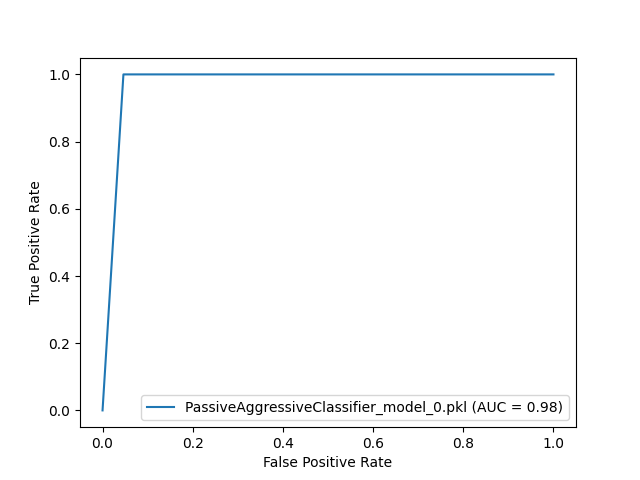 1.0
0.8
0.6
0.4
0.2
0.0
True Positive Rate
PassiveAggressiveClassifier_model_0.pkl (AUC = 0.98)
0.0 0.2 0.4 0.6 0.8 1.0
False Positive Rate